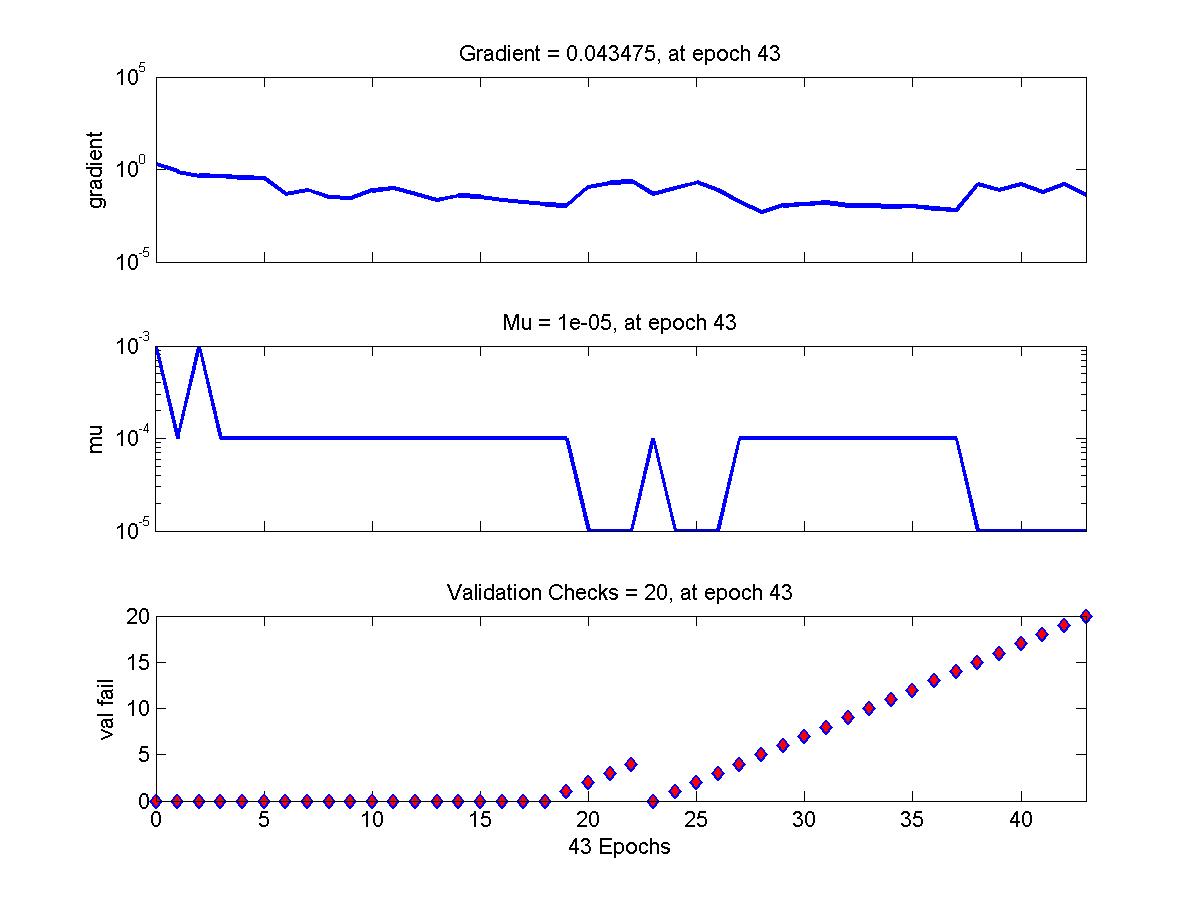 Gradient = 0.043475, at epoch 43
10^5
10^0
10^-5
gradient
Mu = 1e-05, at epoch 43
10^-3
10^-4
10^-5
mu
Validation Checks = 20, at epoch 43
20
15
10
5
0
val fail
0 5 10 15 20 25 30 35 40
43 Epochs